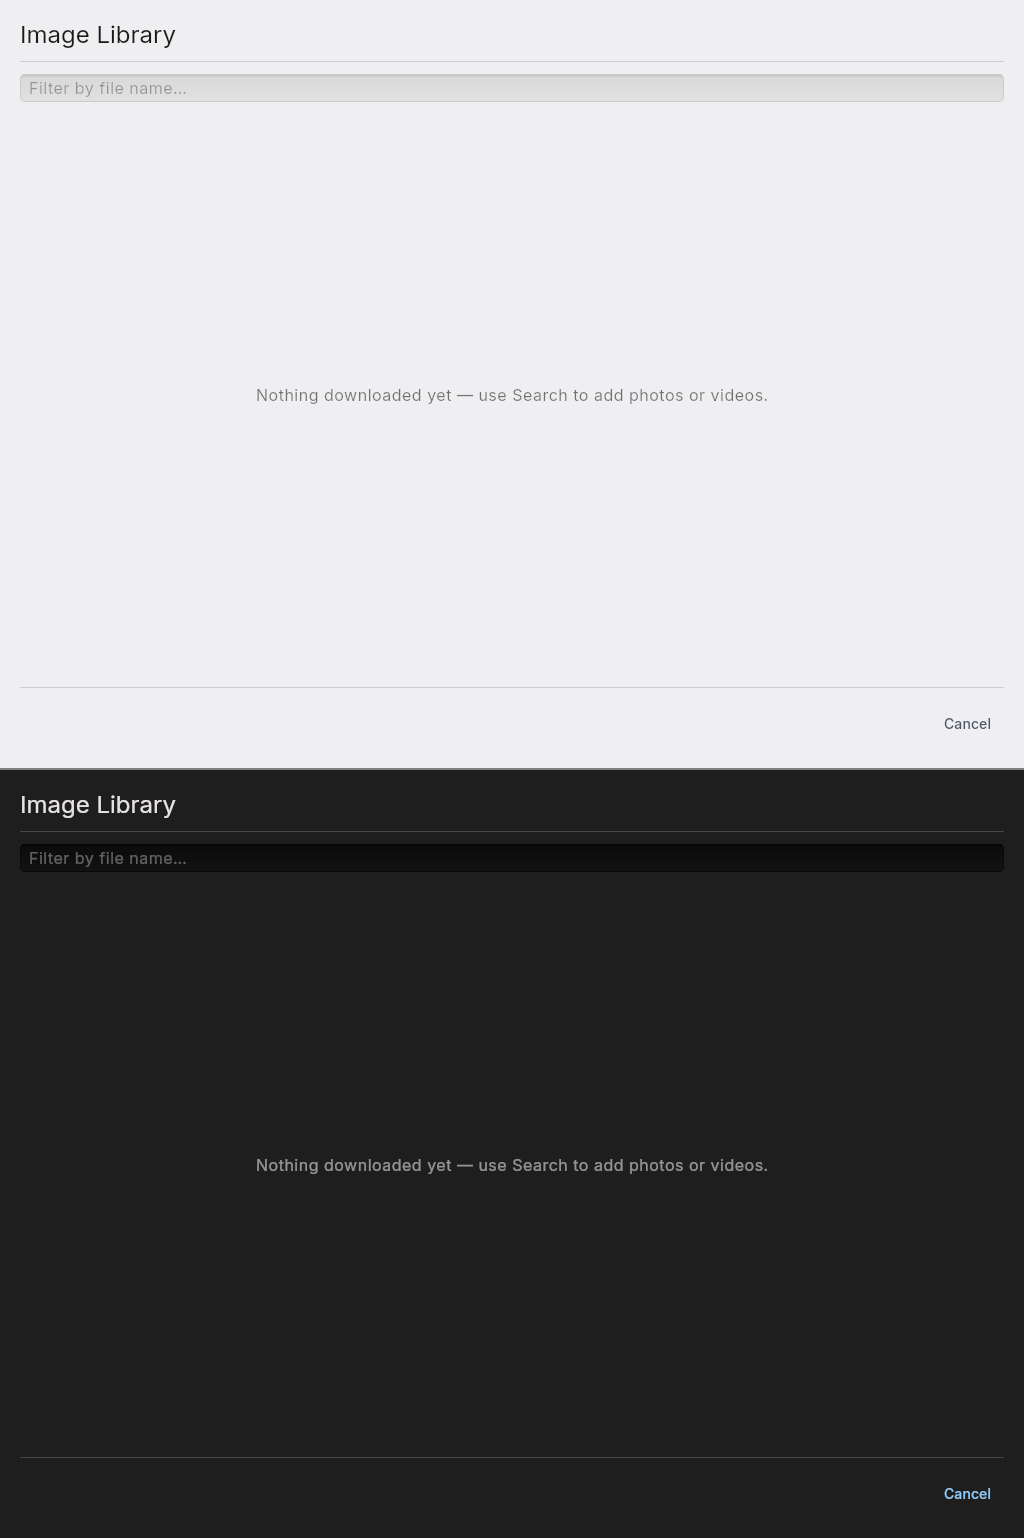 Image Library
Filter by file name...
Nothing downloaded yet — use Search to add photos or videos.
Cancel
Image Library
Filter by file name...
Nothing downloaded yet — use Search to add photos or videos.
Cancel